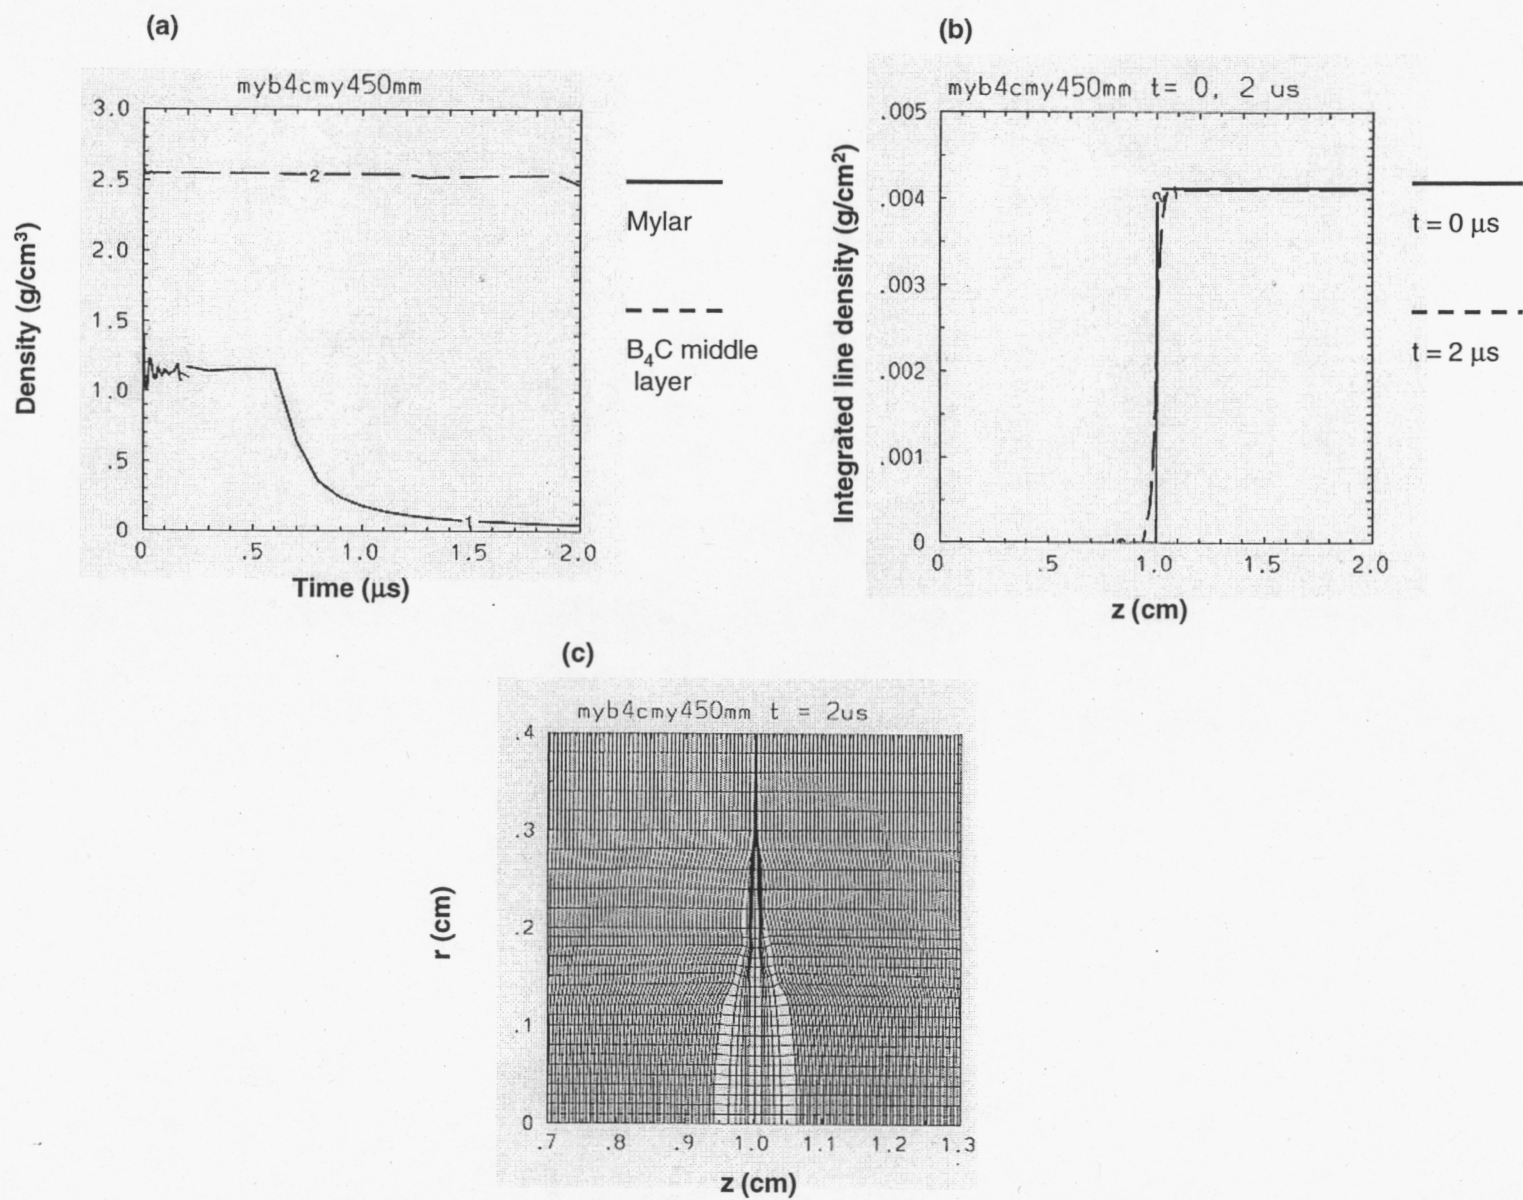 (a)
myb4cmy450mm
3.0
2.5
2.0
1.5
1.0
.5
0
2
1
0 .5 1.0 1.5 2.0
Density (g/cm³)
Time (μs)
Mylar
B₄C middle
layer
(b)
myb4cmy450mm t= 0, 2 us
.005
.004
.003
.002
.001
0
2
1
0 .5 1.0 1.5 2.0
Integrated line density (g/cm²)
z (cm)
t = 0 μs
t = 2 μs
(c)
myb4cmy450mm t = 2us
.4
.3
.2
.1
0
.7 .8 .9 1.0 1.1 1.2 1.3
r (cm)
z (cm)